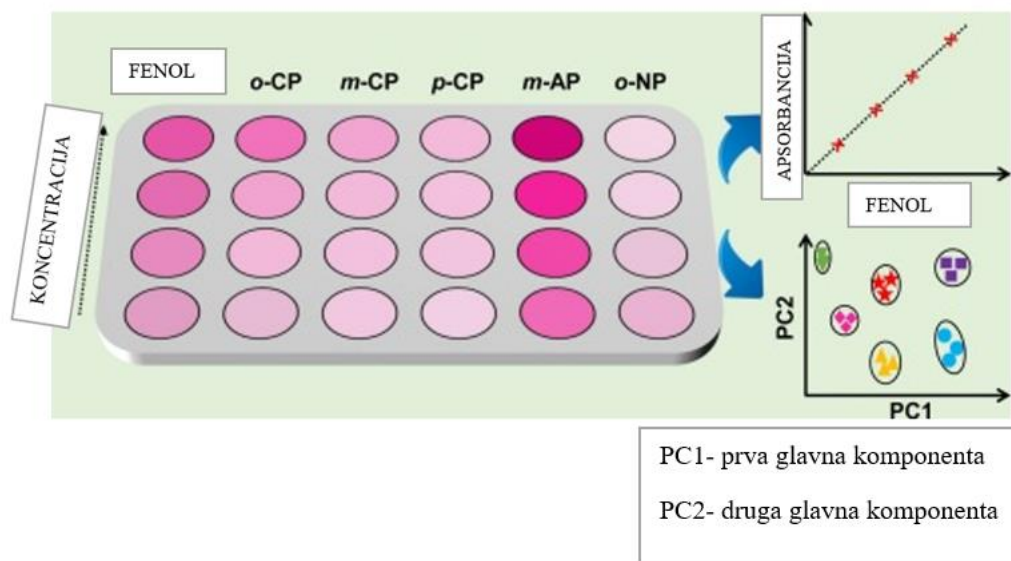 FENOL
o-CP
m-CP
p-CP
m-AP
o-NP
KONCENTRACIJA
APSORBANCIJA
FENOL
PC2
PC1
PC1- prva glavna komponenta
PC2- druga glavna komponenta